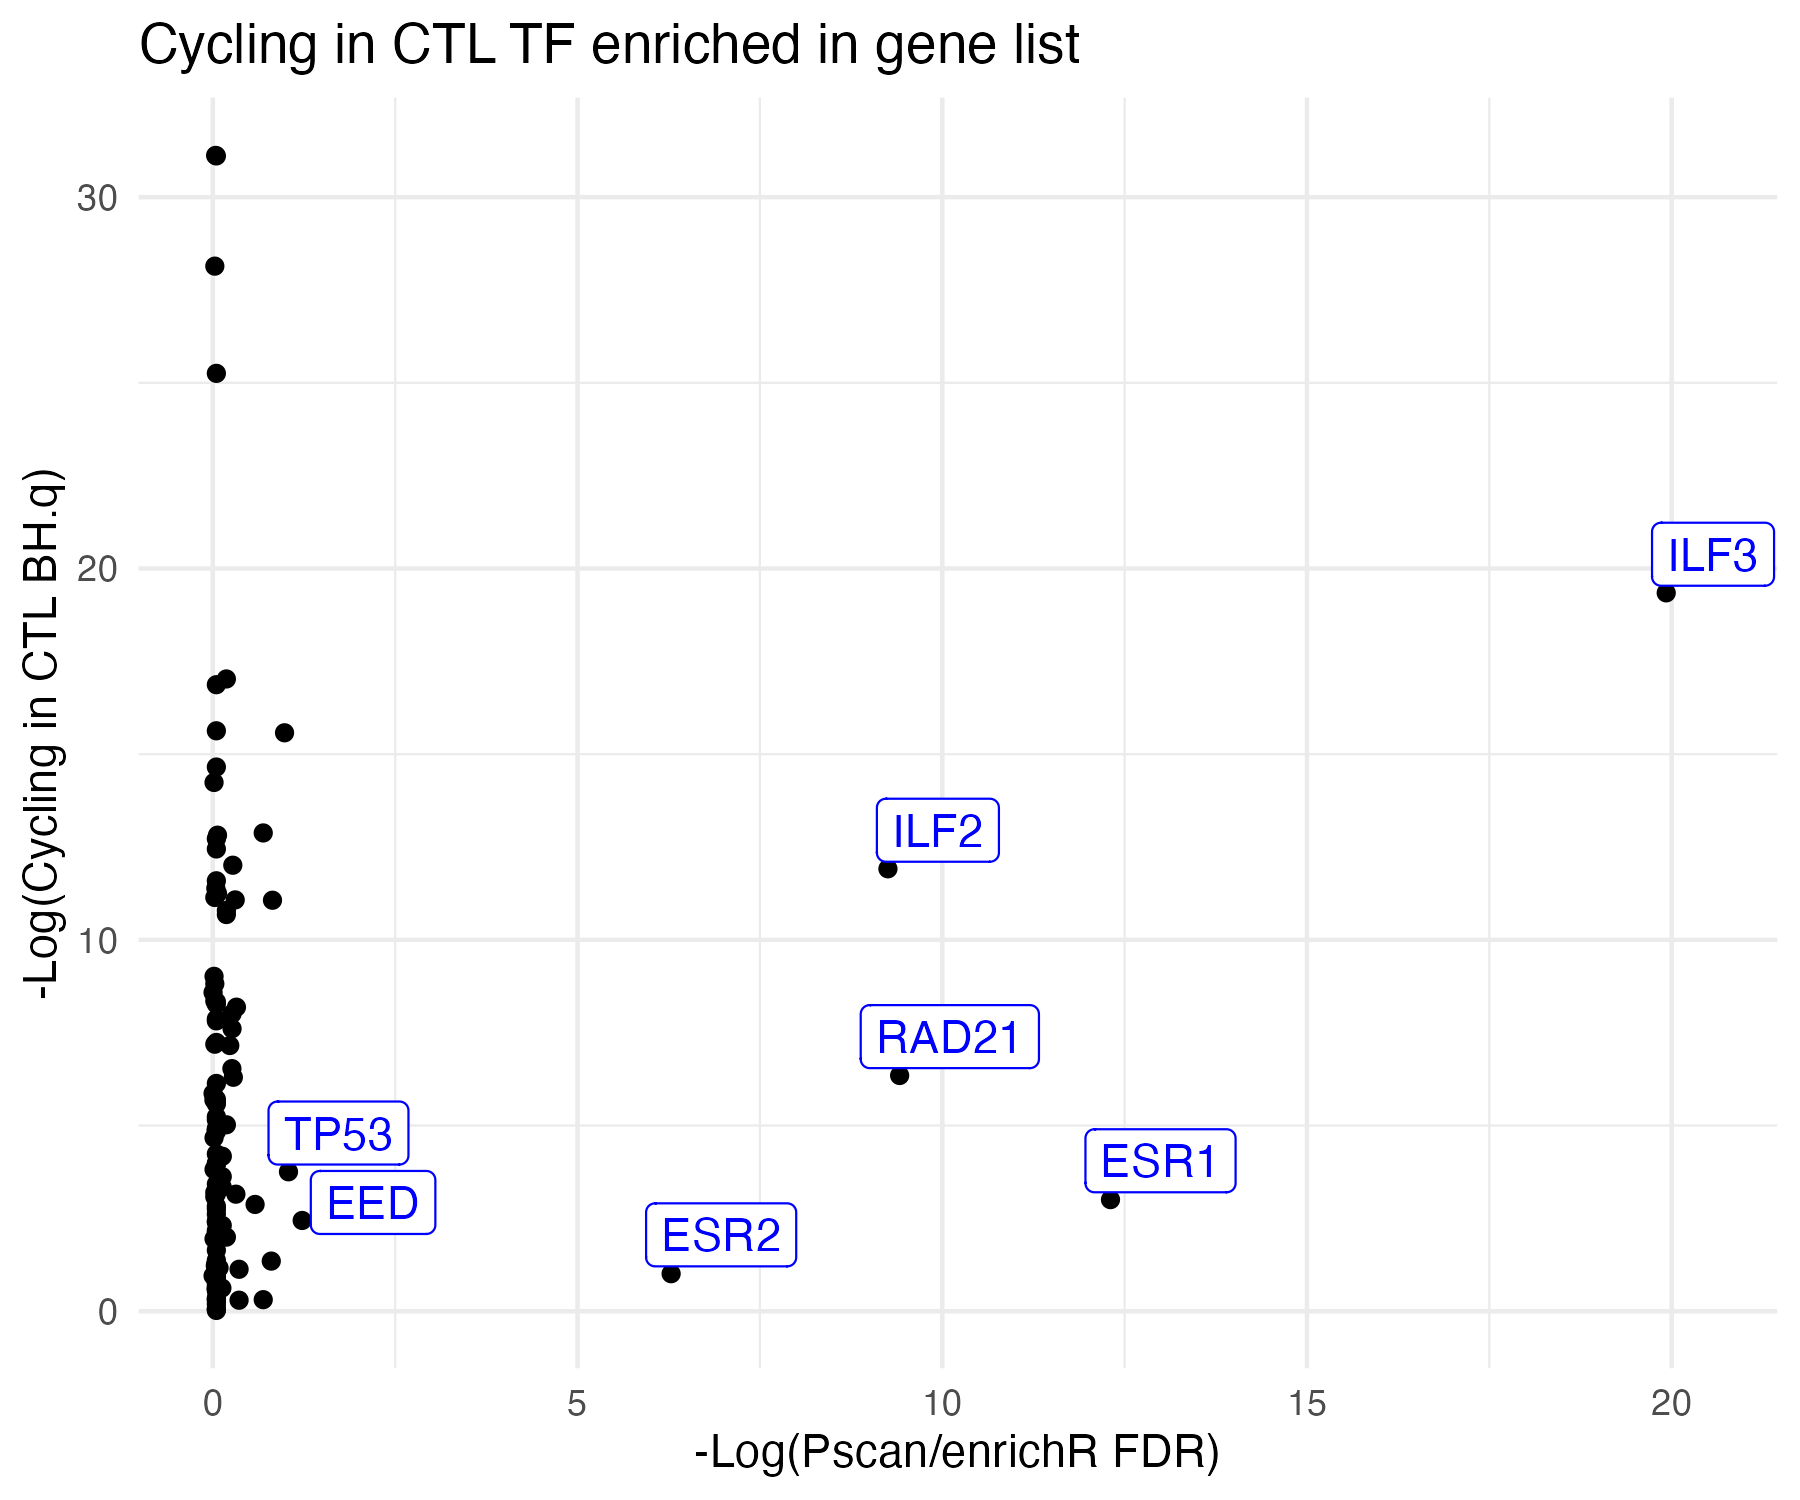 Cycling in CTL TF enriched in gene list
-Log(Cycling in CTL BH.q)
30
20
10
0
ILF3
ILF2
RAD21
TP53
ESR1
EED
ESR2
0 5 10 15 20
-Log(Pscan/enrichR FDR)